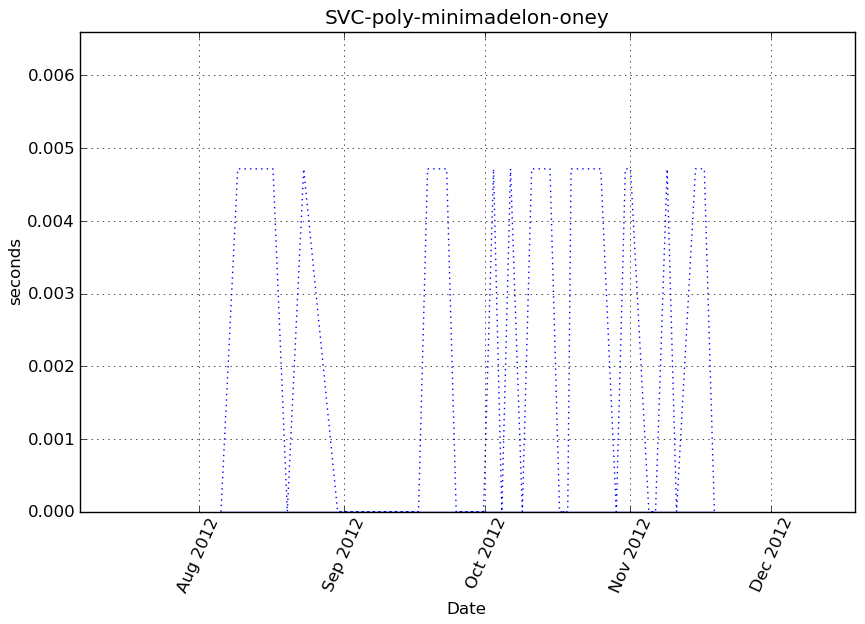 SVC-poly-minimadelon-oney
0.006
0.005
0.004
0.003
0.002
0.001
0.000
seconds
Aug 2012
Sep 2012
Oct 2012
Nov 2012
Dec 2012
Date